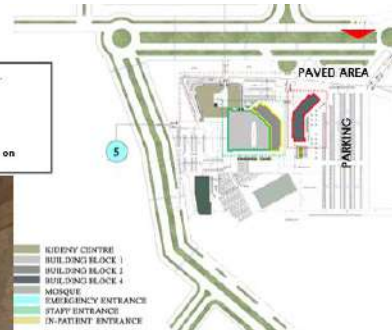 PAVED AREA
PARKING
on
5
KIDENY CENTRE
BUILDING BLOCK 1
BUILDING BLOCK 2
BUILDING BLOCK 4
MOSQUE
EMERGENCY ENTRANCE
STAFF ENTRANCE
IN-PATIENT ENTRANCE